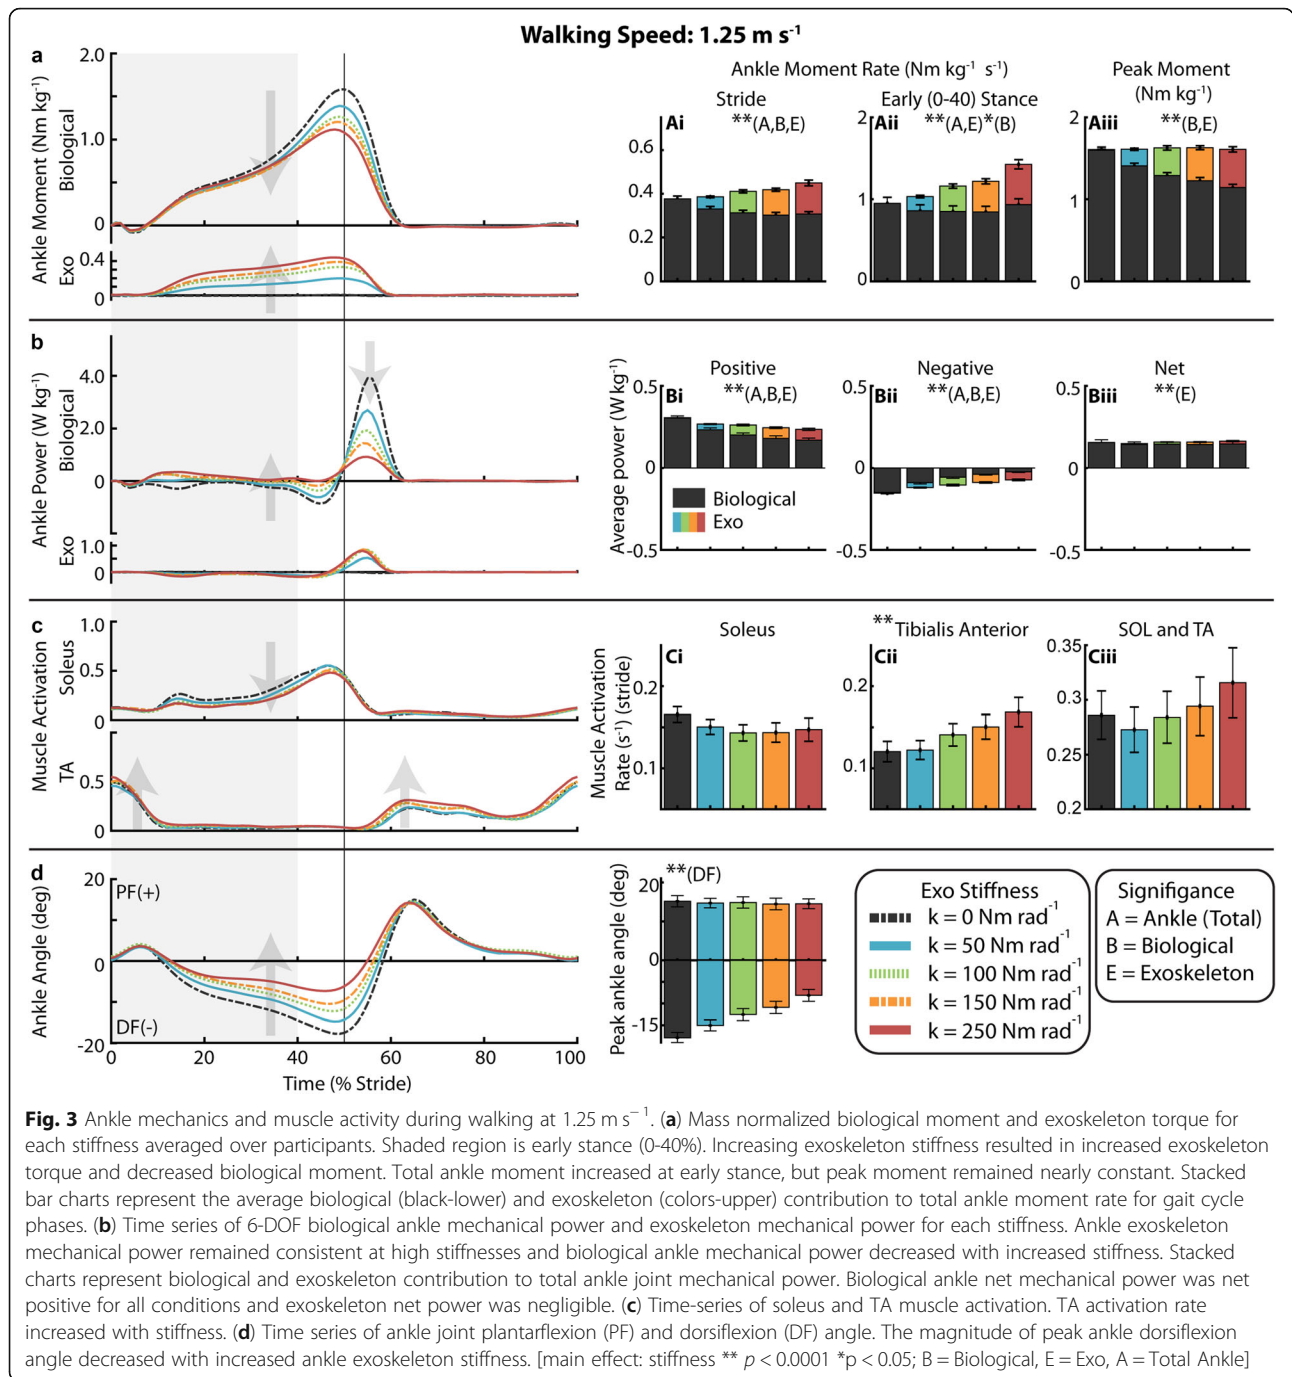 Walking Speed: 1.25 m s-1
a
Ankle Moment (Nm kg-1)
Biological
Exo
2.0
1.0
0
0.4
0
Ankle Moment Rate (Nm kg-1 s-1)
Stride
Ai
**(A,B,E)
0.6
0.4
0.2
0
Early (0-40) Stance
Aii
**(A,E)*(B)
2
1
0
Peak Moment
(Nm kg-1)
Aiii
**(B,E)
2
1
0
b
Ankle Power (W kg-1)
Biological
Exo
4.0
2.0
0
1.0
0
Average power (W kg-1)
Positive
Bi
**(A,B,E)
0.5
0
-0.5
Biological
Exo
Negative
Bii
**(A,B,E)
0.5
0
-0.5
Net
Biii
**(E)
0.5
0
-0.5
c
Muscle Activation
Soleus
TA
1.0
0.5
0
0.5
0
Muscle Activation
Rate (s-1) (stride)
Soleus
Ci
0.2
0.1
**Tibialis Anterior
Cii
0.2
0.1
SOL and TA
Ciii
0.35
0.3
0.25
0.2
d
Ankle Angle (deg)
20
PF(+)
0
DF(-)
-20
0
20
40
60
80
100
Time (% Stride)
Peak ankle angle (deg)
**(DF)
20
0
-15
Exo Stiffness
k = 0 Nm rad-1
k = 50 Nm rad-1
k = 100 Nm rad-1
k = 150 Nm rad-1
k = 250 Nm rad-1
Signifigance
A = Ankle (Total)
B = Biological
E = Exoskeleton
Fig. 3 Ankle mechanics and muscle activity during walking at 1.25 m s−1. (a) Mass normalized biological moment and exoskeleton torque for
each stiffness averaged over participants. Shaded region is early stance (0-40%). Increasing exoskeleton stiffness resulted in increased exoskeleton
torque and decreased biological moment. Total ankle moment increased at early stance, but peak moment remained nearly constant. Stacked
bar charts represent the average biological (black-lower) and exoskeleton (colors-upper) contribution to total ankle moment rate for gait cycle
phases. (b) Time series of 6-DOF biological ankle mechanical power and exoskeleton mechanical power for each stiffness. Ankle exoskeleton
mechanical power remained consistent at high stiffnesses and biological ankle mechanical power decreased with increased stiffness. Stacked
charts represent biological and exoskeleton contribution to total ankle joint mechanical power. Biological ankle net mechanical power was net
positive for all conditions and exoskeleton net power was negligible. (c) Time-series of soleus and TA muscle activation. TA activation rate
increased with stiffness. (d) Time series of ankle joint plantarflexion (PF) and dorsiflexion (DF) angle. The magnitude of peak ankle dorsiflexion
angle decreased with increased ankle exoskeleton stiffness. [main effect: stiffness ** p < 0.0001 *p < 0.05; B = Biological, E = Exo, A = Total Ankle]